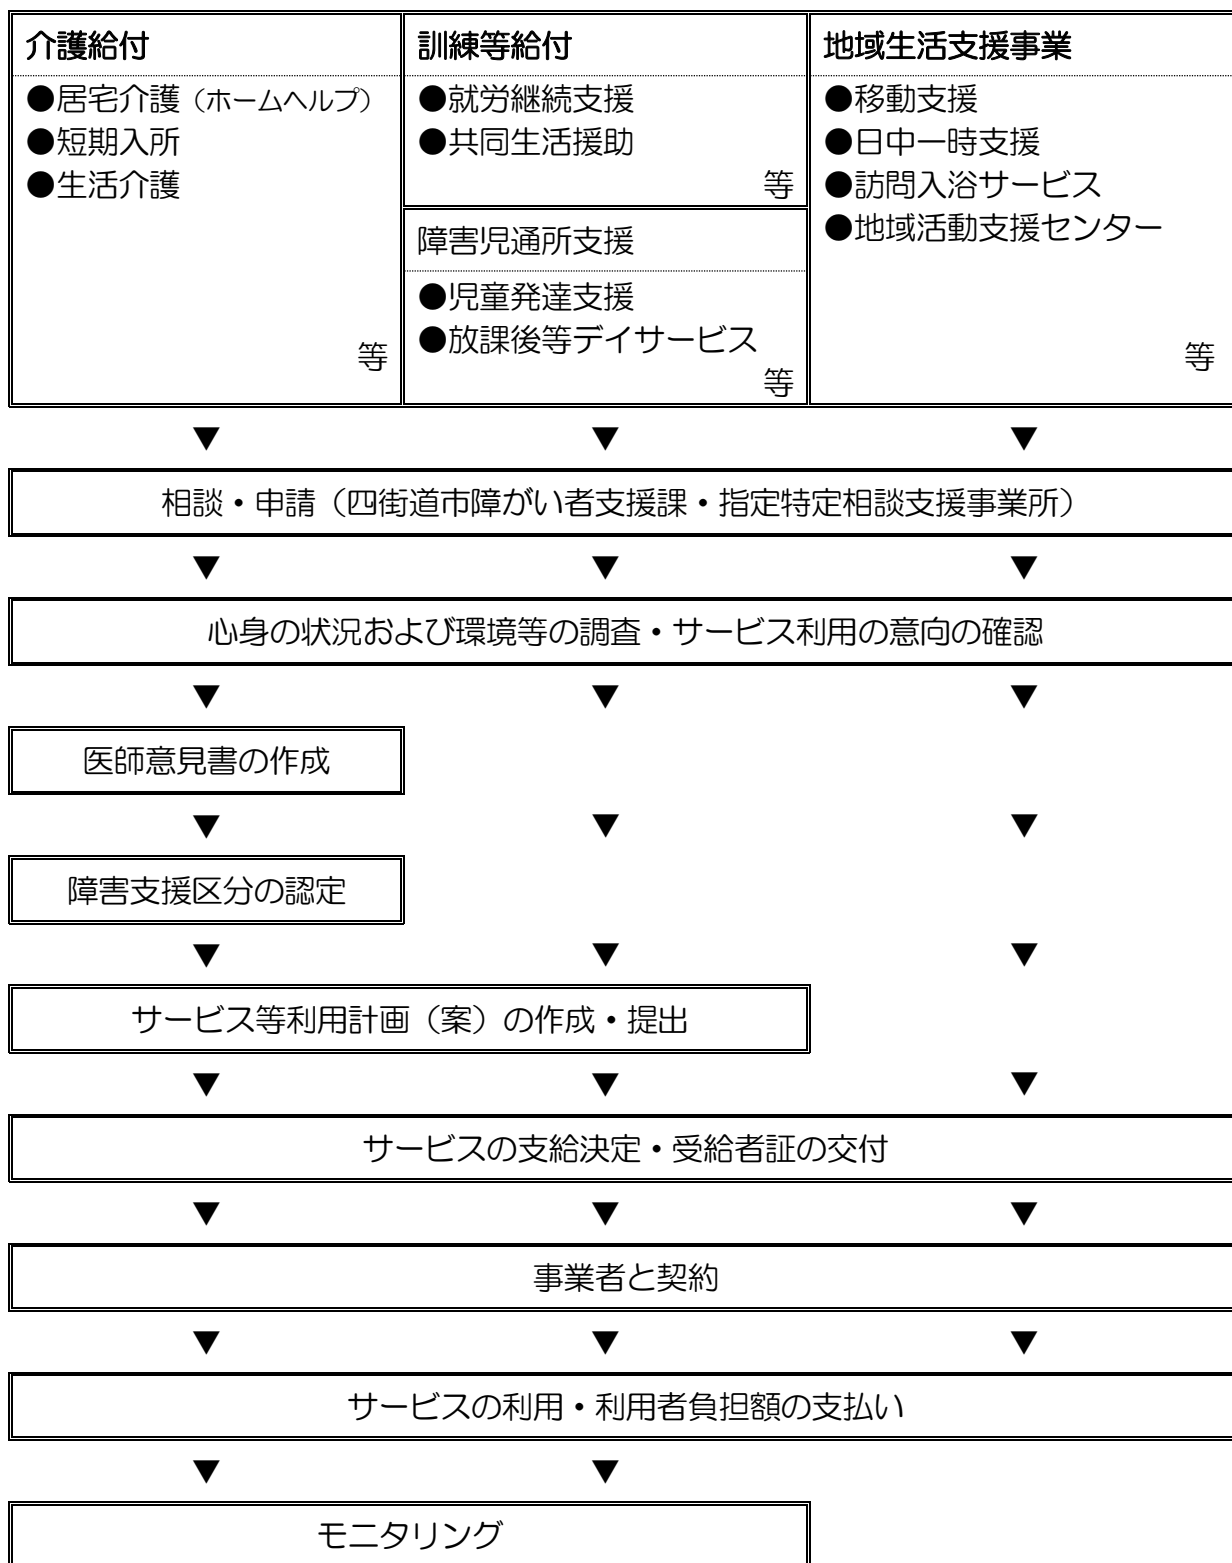 介護給付
●居宅介護（ホームヘルプ）
●短期入所
●生活介護
等
訓練等給付
●就労継続支援
●共同生活援助
等
障害児通所支援
●児童発達支援
●放課後等デイサービス
等
地域生活支援事業
●移動支援
●日中一時支援
●訪問入浴サービス
●地域活動支援センター
等
▼ ▼ ▼
相談・申請（四街道市障がい者支援課・指定特定相談支援事業所）
▼ ▼ ▼
心身の状況および環境等の調査・サービス利用の意向の確認
▼ ▼ ▼
医師意見書の作成
▼ ▼ ▼
障害支援区分の認定
▼ ▼ ▼
サービス等利用計画（案）の作成・提出
▼ ▼ ▼
サービスの支給決定・受給者証の交付
▼ ▼ ▼
事業者と契約
▼ ▼ ▼
サービスの利用・利用者負担額の支払い
▼ ▼
モニタリング